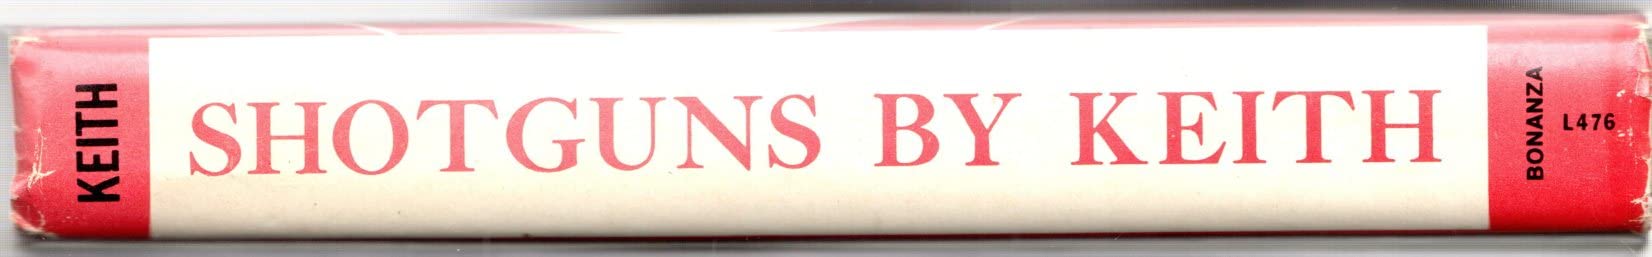 KEITH
SHOTGUNS BY KEITH
BONANZA
L476